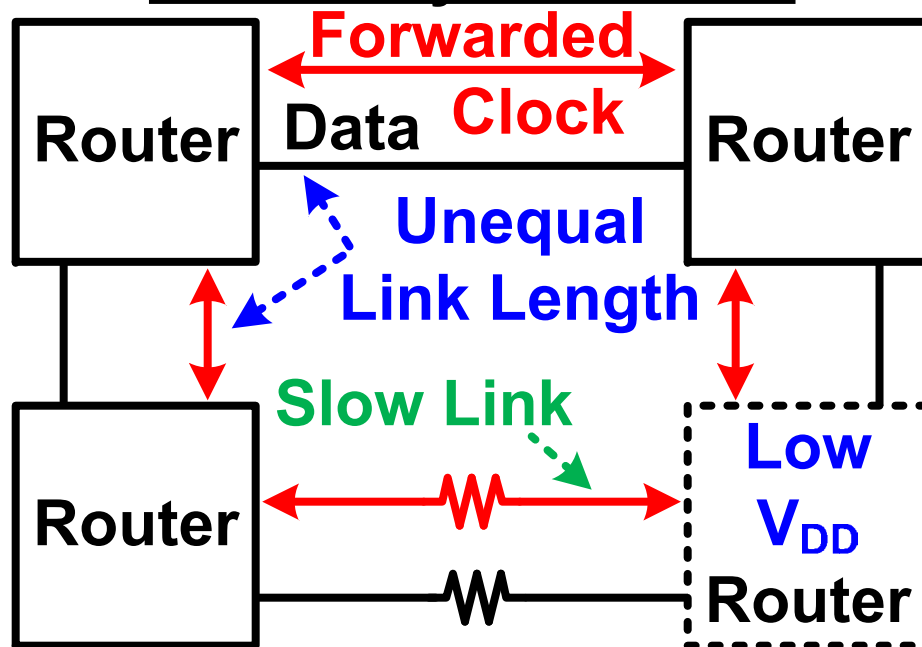 Forwarded
Clock
Router
Data
Router
Unequal
Link Length
Slow Link
Router
Low
VDD
Router